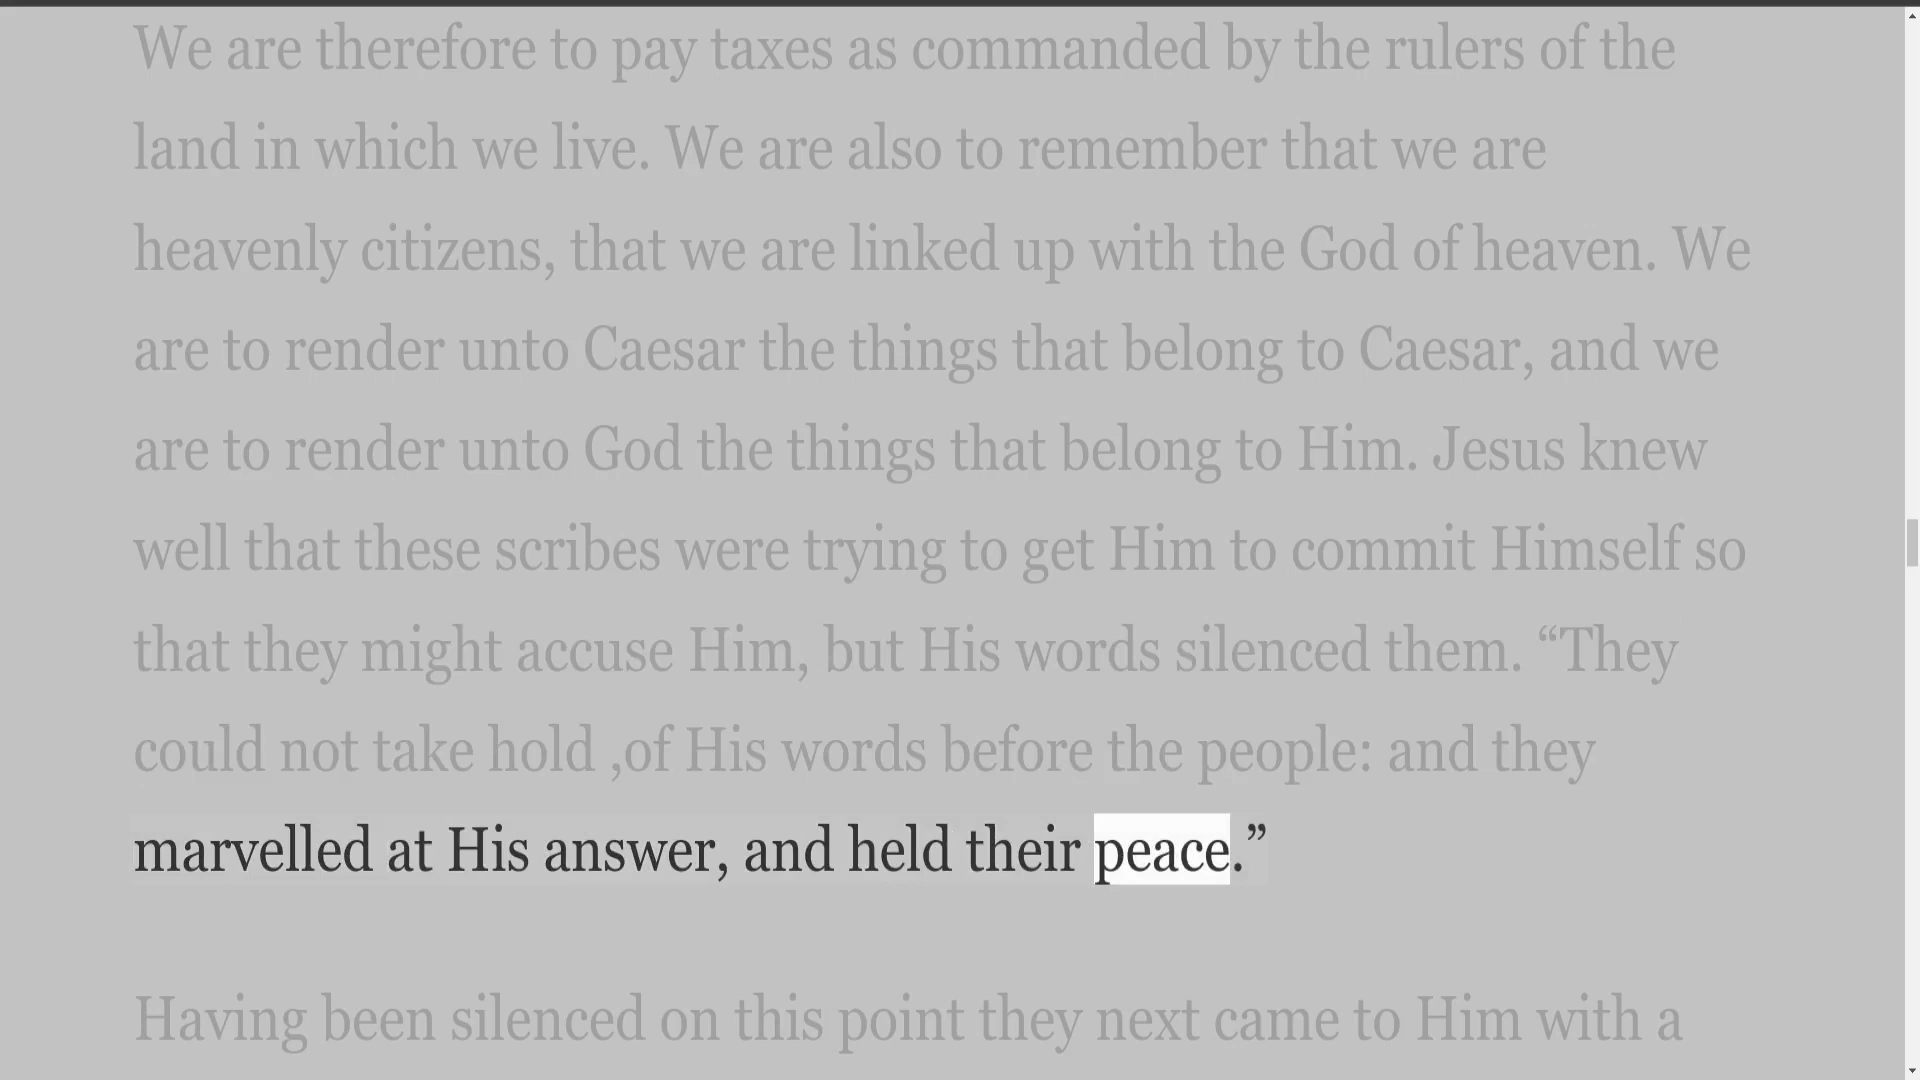 We are therefore to pay taxes as commanded by the rulers of the
land in which we live. We are also to remember that we are
heavenly citizens, that we are linked up with the God of heaven. We
are to render unto Caesar the things that belong to Caesar, and we
are to render unto God the things that belong to Him. Jesus knew
well that these scribes were trying to get Him to commit Himself so
that they might accuse Him, but His words silenced them. “They
could not take hold ,of His words before the people: and they
marvelled at His answer, and held their peace.”
Having been silenced on this point they next came to Him with a